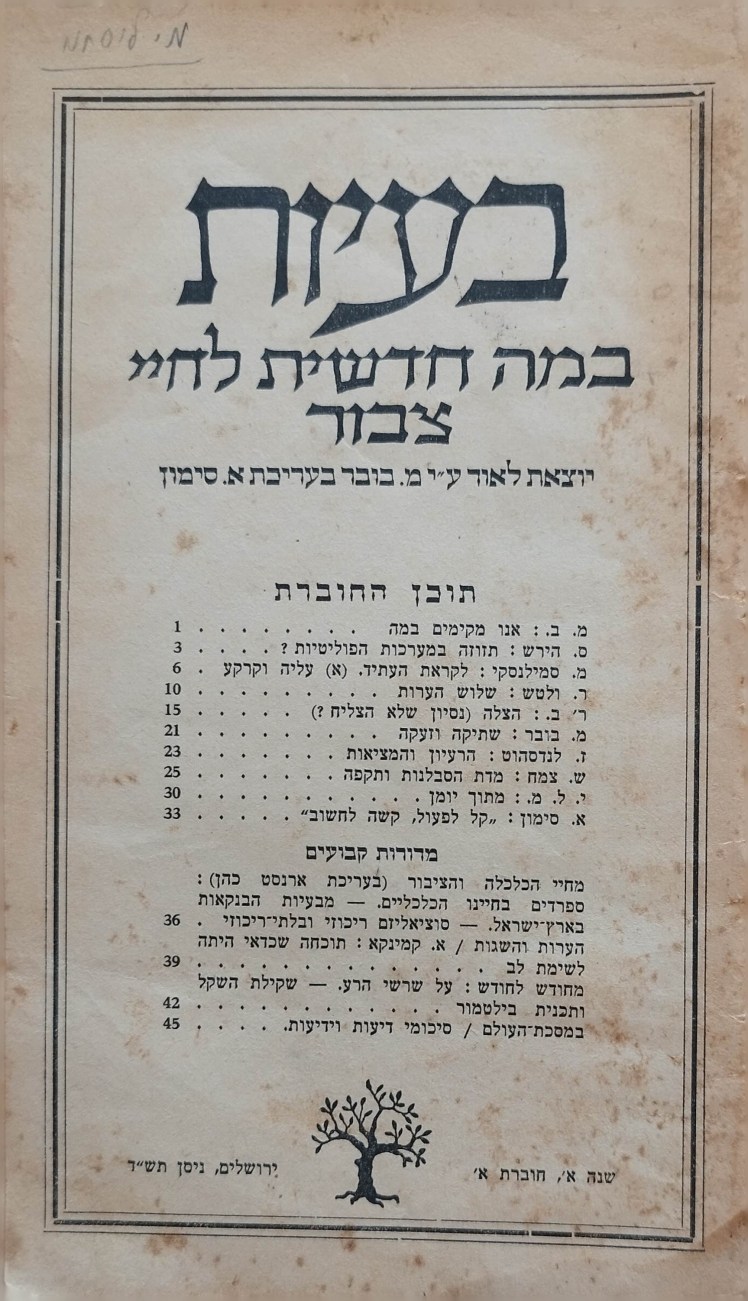 בעיות
במה חדשית לחיי
צבור
יוצאת לאור ע״י מ. בובר בעריכת א. סימון
תוכן החוברת
מ. ב.: אנו מקימים במה . . . . . . . . 1
ס. הירש: תזוזה במערכות הפוליטיות? . . . . 3
מ. סמילנסקי: לקראת העתיד. (א) עליה וקרקע . 6
ר. ולטש: שלוש הערות . . . . . . . . . 10
ר׳ ב.: הצלה (נסיון שלא הצליח?) . . . . . 15
מ. בובר: שתיקה וזעקה . . . . . . . . . 21
ז. לנדסהוט: הרעיון והמציאות . . . . . . . 23
ש. צמח: מדת הסבלנות ותקפה . . . . . . . 25
י. ל. מ.: מתוך יומן . . . . . . . . . . . 30
א. סימון: „קל לפעול, קשה לחשוב“ . . . . . 33
מדורות קבועים
מחיי הכלכלה והציבור (בעריכת ארנסט כהן):
ספרדים בחיינו הכלכליים. — מבעיות הבנקאות
בארץ־ישראל. — סוציאליזם ריכוזי ובלתי־ריכוזי . 36
הערות והשגות / א. קמינקא: תוכחה שכדאי היתה
לשימת לב . . . . . . . . . . . . . . 39
מחודש לחודש: על שרשי הרע. — שקילת השקל
ותכנית בילטמור . . . . . . . . . . . . 42
במסכת־העולם / סיכומי דיעות וידיעות. . . . . 45
שנה א׳, חוברת א׳
ירושלים, ניסן תש״ד